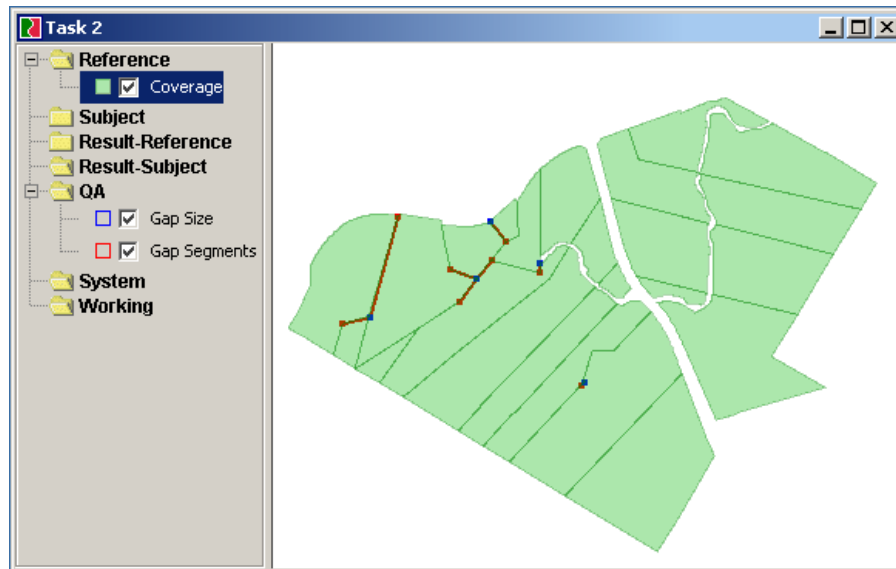 Task 2
Reference
Coverage
Subject
Result-Reference
Result-Subject
QA
Gap Size
Gap Segments
System
Working